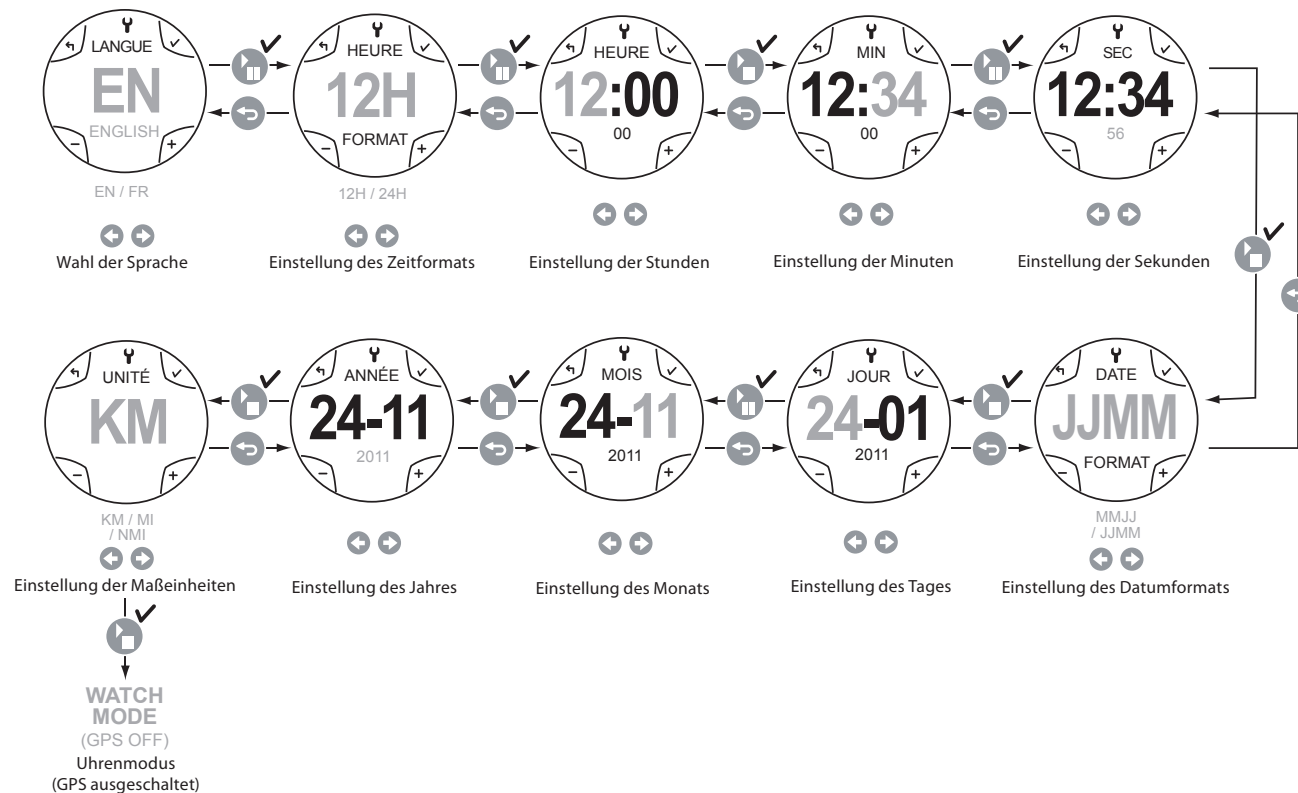 LANGUE
EN
ENGLISH
EN / FR
Wahl der Sprache
HEURE
12H
FORMAT
12H / 24H
Einstellung des Zeitformats
HEURE
12:00
00
Einstellung der Stunden
MIN
12:34
00
Einstellung der Minuten
SEC
12:34
56
Einstellung der Sekunden
UNITÉ
KM
KM / MI
/ NMI
Einstellung der Maßeinheiten
ANNÉE
24-11
2011
Einstellung des Jahres
MOIS
24-11
2011
Einstellung des Monats
JOUR
24-01
2011
Einstellung des Tages
DATE
JJMM
FORMAT
MMJJ
/ JJMM
Einstellung des Datumformats
WATCH
MODE
(GPS OFF)
Uhrenmodus
(GPS ausgeschaltet)